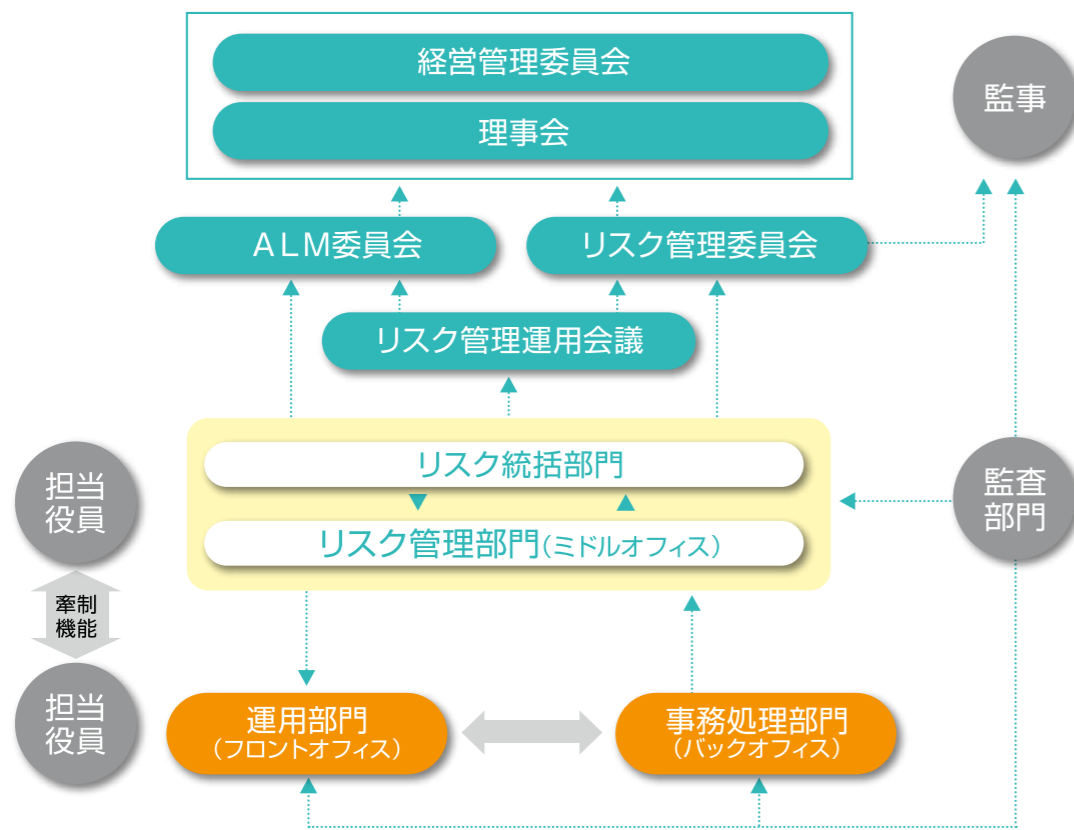 経営管理委員会
理事会
監事
ALM委員会
リスク管理委員会
リスク管理運用会議
リスク統括部門
リスク管理部門(ミドルオフィス)
担当
役員
監査
部門
牽制
機能
担当
役員
運用部門
(フロントオフィス)
事務処理部門
(バックオフィス)